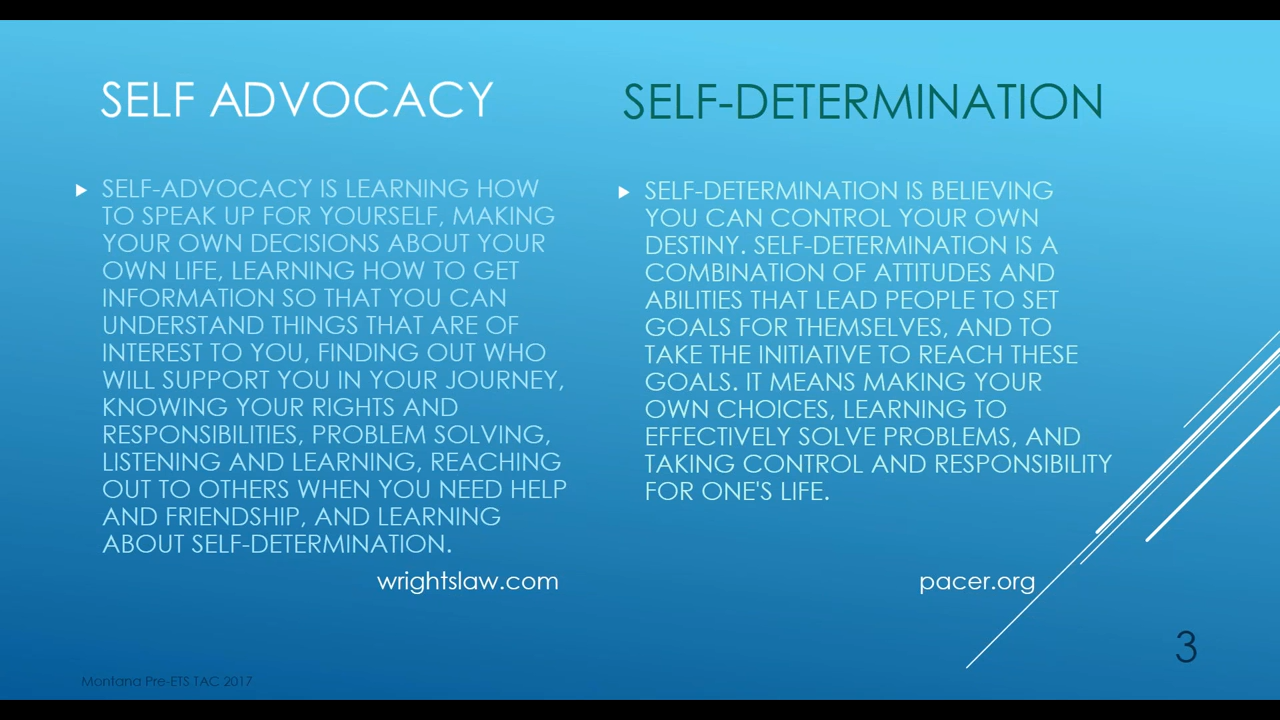 SELF ADVOCACY
SELF-ADVOCACY IS LEARNING HOW
TO SPEAK UP FOR YOURSELF, MAKING
YOUR OWN DECISIONS ABOUT YOUR
OWN LIFE, LEARNING HOW TO GET
INFORMATION SO THAT YOU CAN
UNDERSTAND THINGS THAT ARE OF
INTEREST TO YOU, FINDING OUT WHO
WILL SUPPORT YOU IN YOUR JOURNEY,
KNOWING YOUR RIGHTS AND
RESPONSIBILITIES, PROBLEM SOLVING,
LISTENING AND LEARNING, REACHING
OUT TO OTHERS WHEN YOU NEED HELP
AND FRIENDSHIP, AND LEARNING
ABOUT SELF-DETERMINATION.
wrightslaw.com
SELF-DETERMINATION
SELF-DETERMINATION IS BELIEVING
YOU CAN CONTROL YOUR OWN
DESTINY. SELF-DETERMINATION IS A
COMBINATION OF ATTITUDES AND
ABILITIES THAT LEAD PEOPLE TO SET
GOALS FOR THEMSELVES, AND TO
TAKE THE INITIATIVE TO REACH THESE
GOALS. IT MEANS MAKING YOUR
OWN CHOICES, LEARNING TO
EFFECTIVELY SOLVE PROBLEMS, AND
TAKING CONTROL AND RESPONSIBILITY
FOR ONE'S LIFE.
pacer.org
3
Montana Pre-ETS TAC 2017